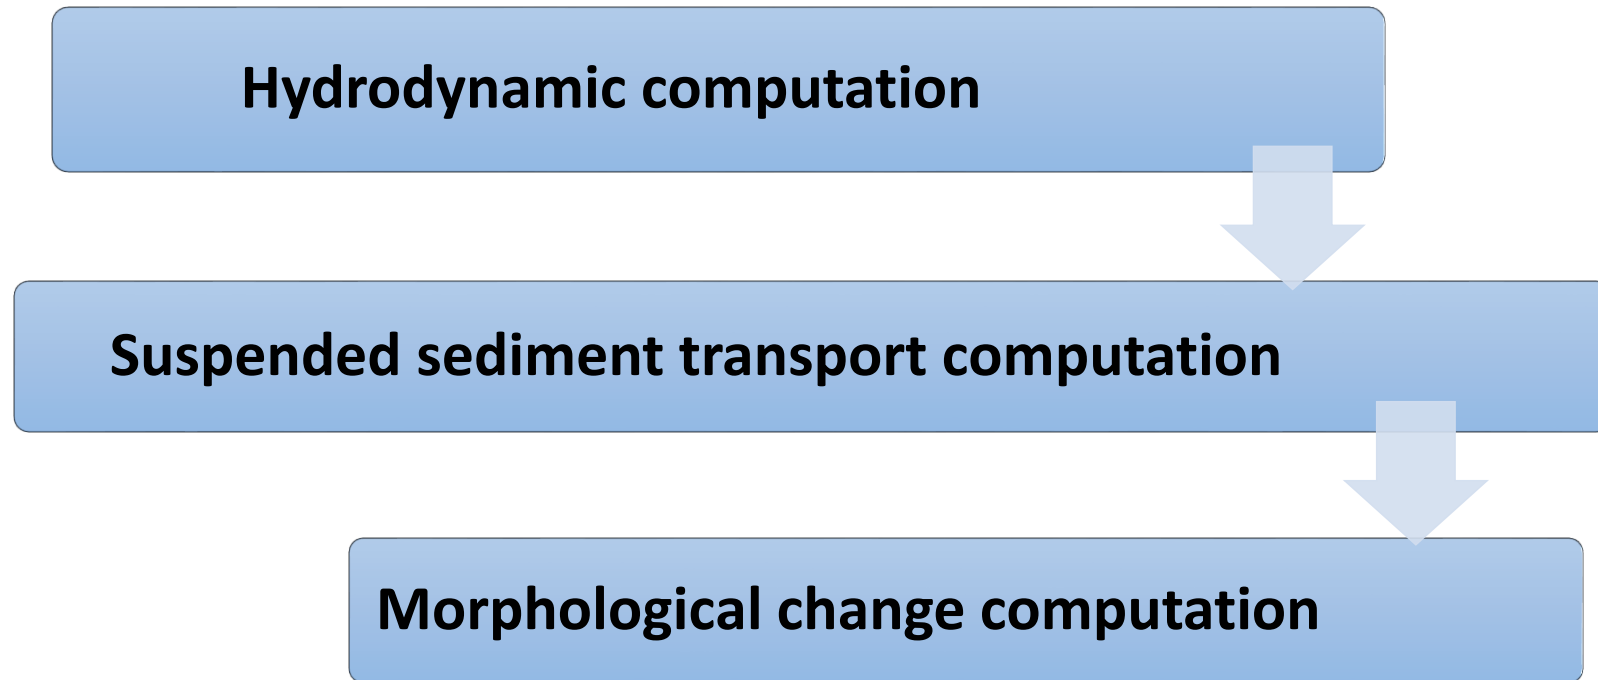 Hydrodynamic computation
Suspended sediment transport computation
Morphological change computation